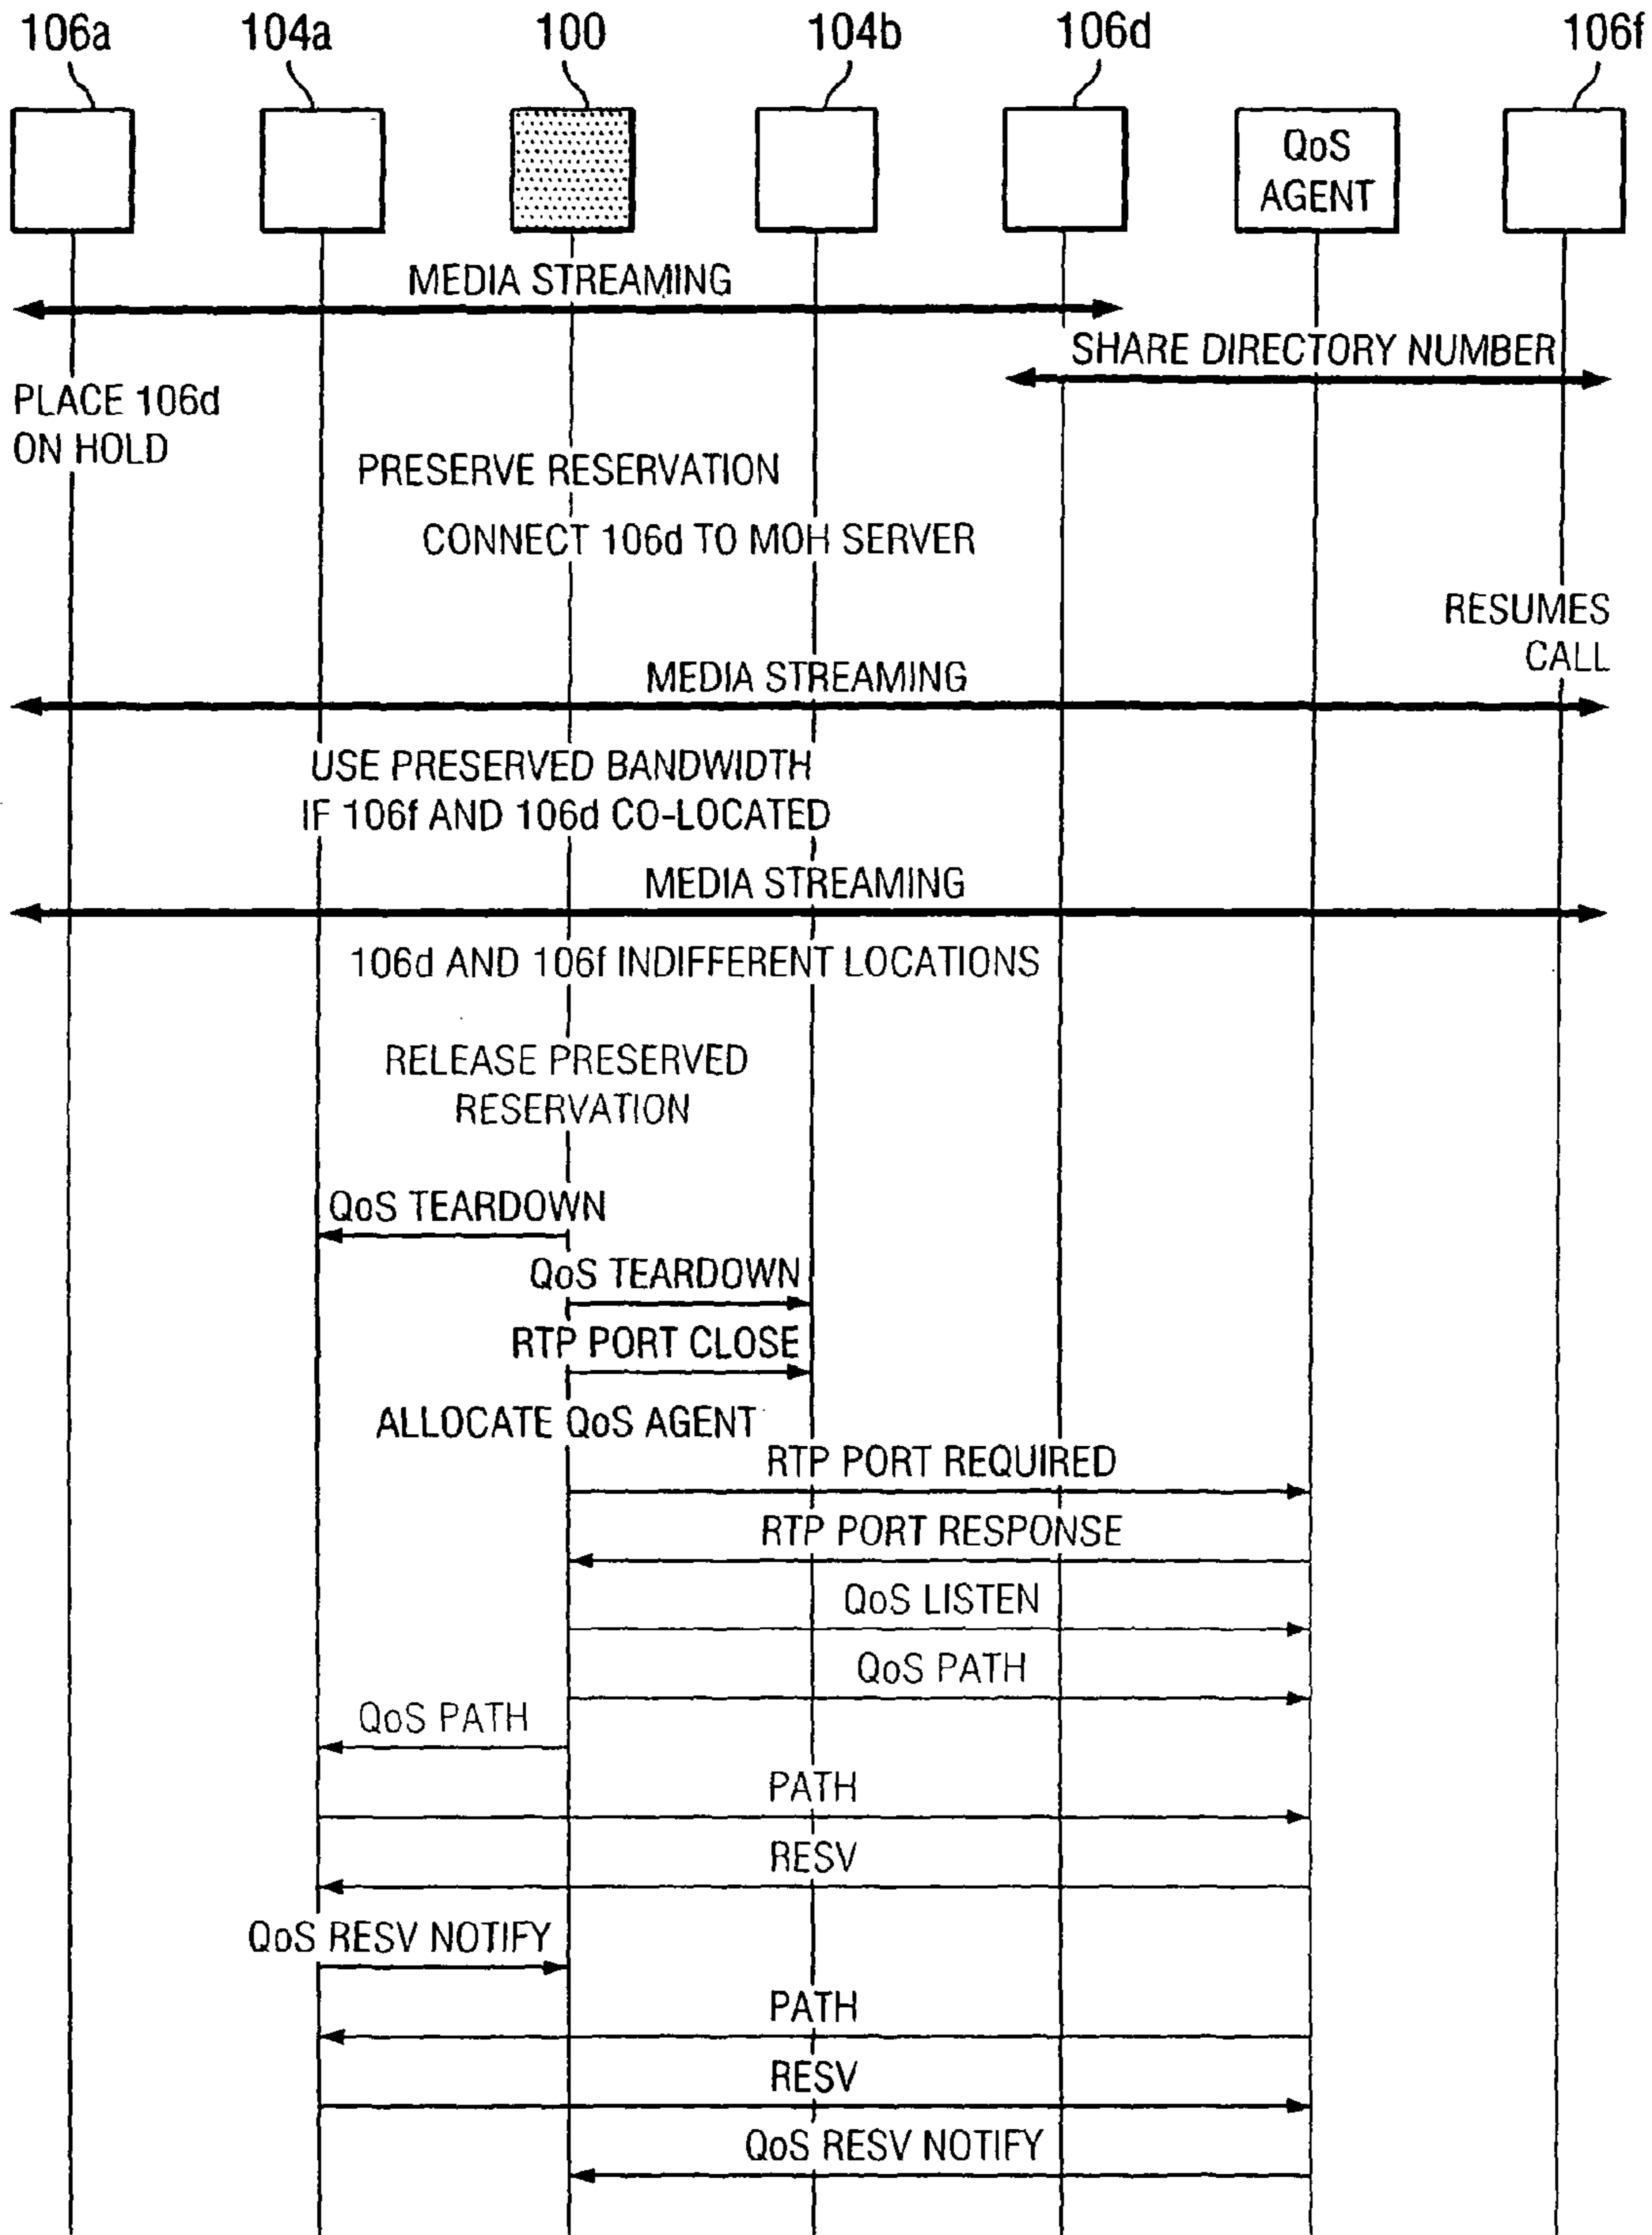 106a 104a 100 104b 106d 106f
QoS
AGENT
MEDIA STREAMING
SHARE DIRECTORY NUMBER
PLACE 106d
ON HOLD
PRESERVE RESERVATION
CONNECT 106d TO MOH SERVER
RESUMES
CALL
MEDIA STREAMING
USE PRESERVED BANDWIDTH
IF 106f AND 106d CO-LOCATED
MEDIA STREAMING
106d AND 106f INDIFFERENT LOCATIONS
RELEASE PRESERVED
RESERVATION
QoS TEARDOWN
QoS TEARDOWN
RTP PORT CLOSE
ALLOCATE QoS AGENT
RTP PORT REQUIRED
RTP PORT RESPONSE
QoS LISTEN
QoS PATH
QoS PATH
PATH
RESV
QoS RESV NOTIFY
PATH
RESV
QoS RESV NOTIFY